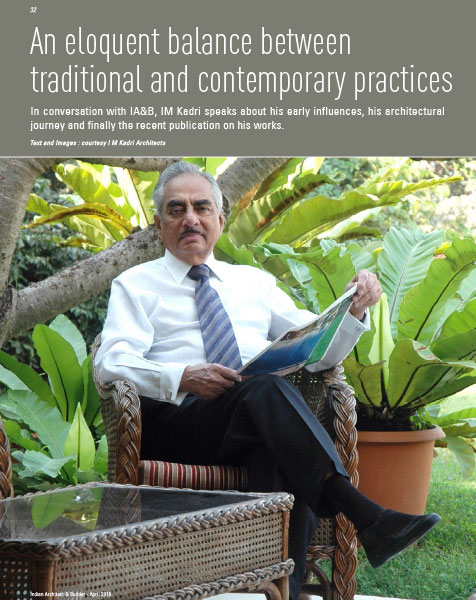 32
An eloquent balance between
traditional and contemporary practices
In conversation with IA&B, IM Kadri speaks about his early influences, his architectural
journey and finally the recent publication on his works.
Text and Images : courtesy I M Kadri Architects
Indian Architect & Builder - April 2016